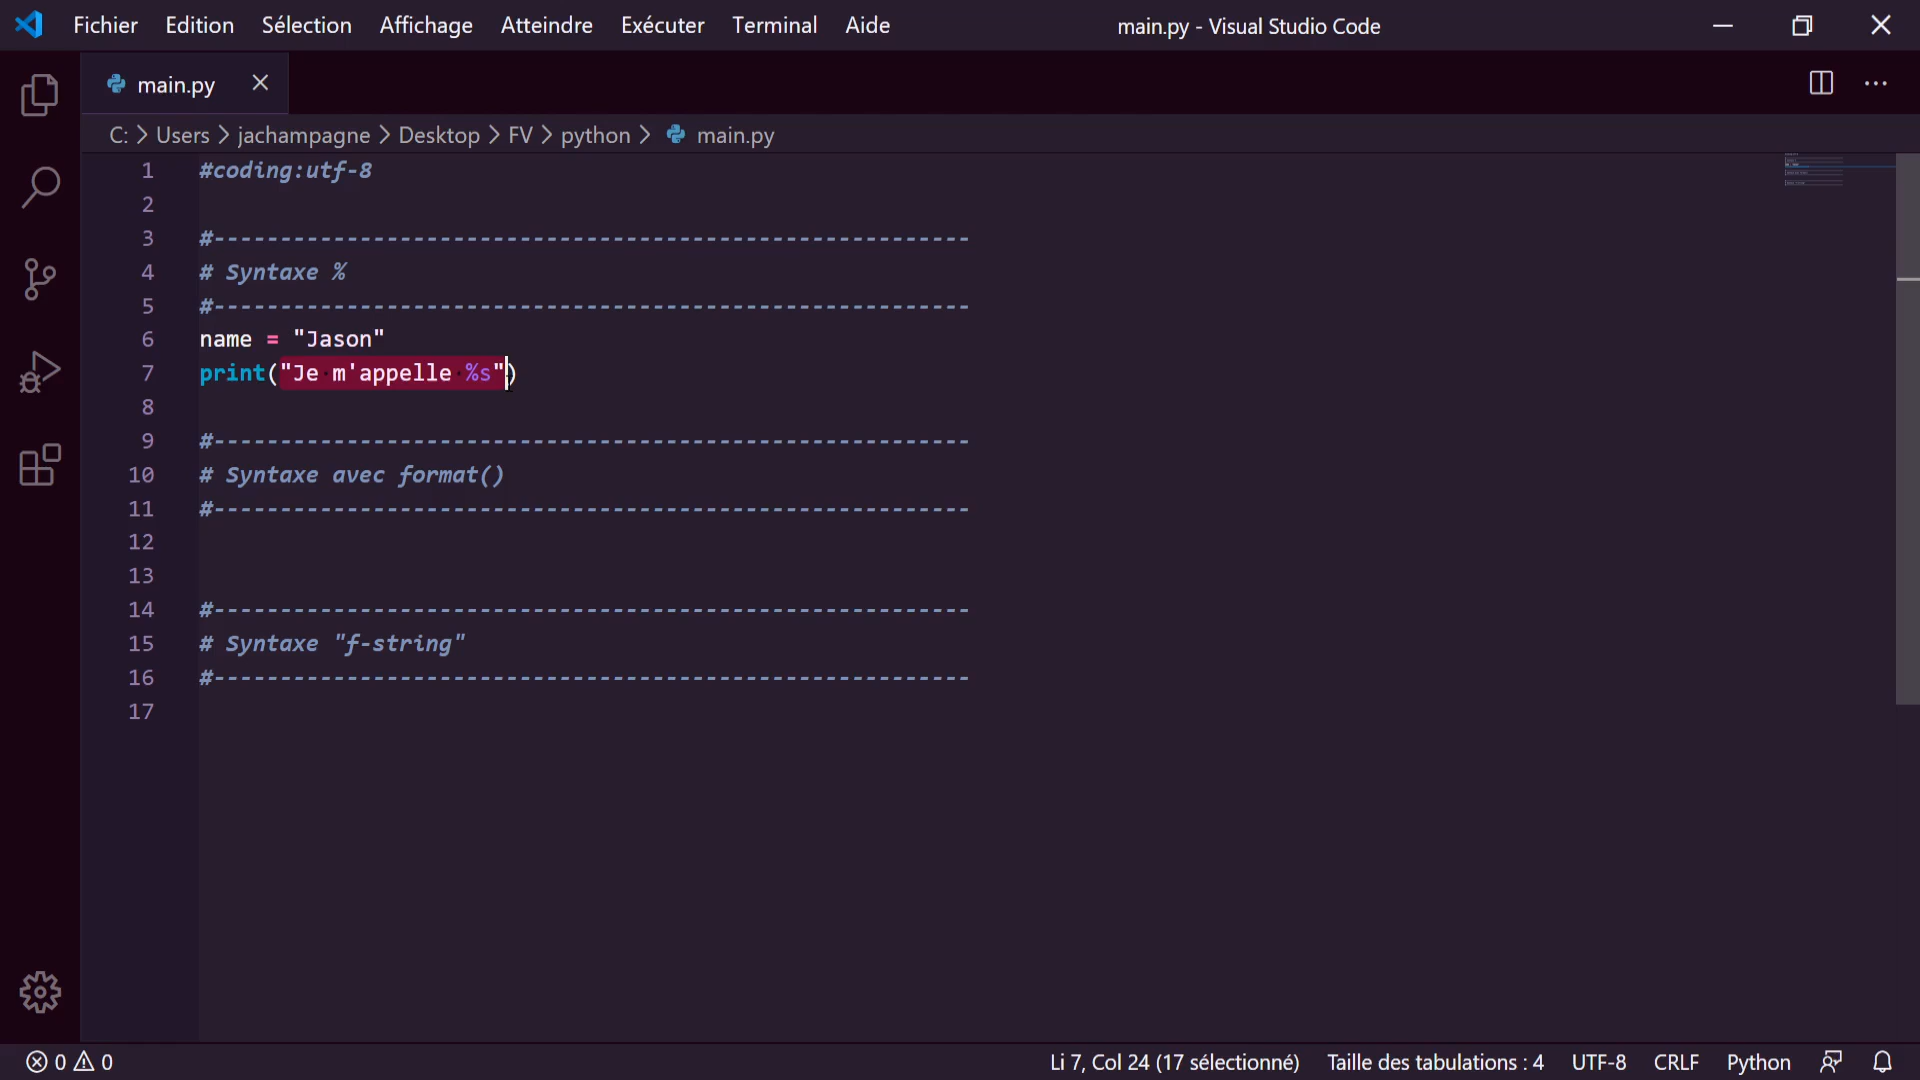 Fichier Edition Sélection Affichage Atteindre Exécuter Terminal Aide main.py - Visual Studio Code
main.py
C: > Users > jachampagne > Desktop > FV > python > main.py
1 #coding:utf-8
2
3 #---------------------------------------------------------
4 # Syntaxe %
5 #---------------------------------------------------------
6 name = "Jason"
7 print("Je m'appelle %s")
8
9 #---------------------------------------------------------
10 # Syntaxe avec format()
11 #---------------------------------------------------------
12
13
14 #---------------------------------------------------------
15 # Syntaxe "f-string"
16 #---------------------------------------------------------
17
0 0 Li 7, Col 24 (17 sélectionné) Taille des tabulations : 4 UTF-8 CRLF Python